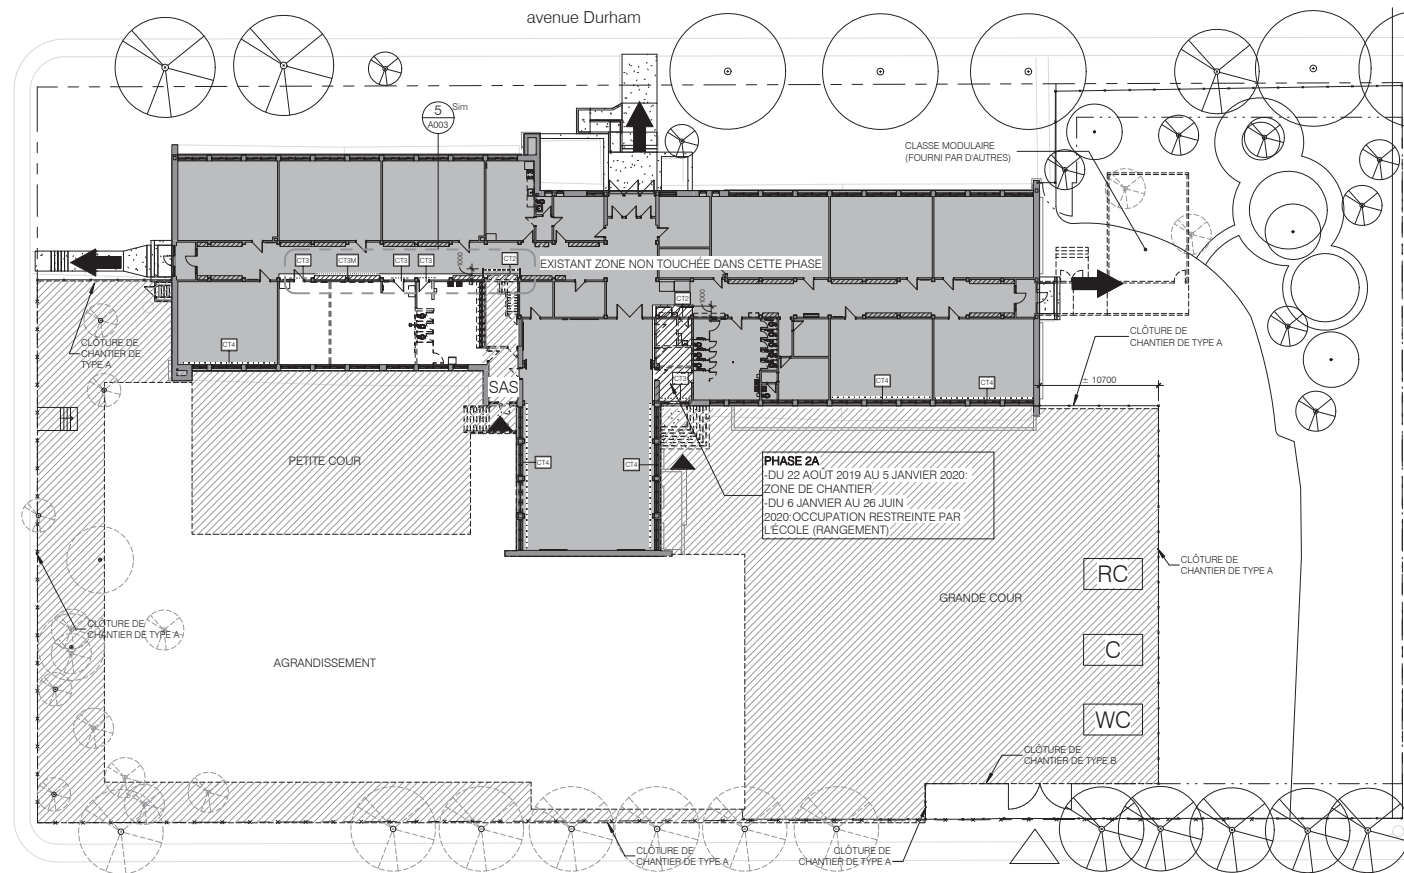 avenue Durham
5
Sim
A003
CLASSE MODULAIRE
(FOURNI PAR D'AUTRES)
CT3
CT3M
CT3
CT3
CT2
1000
EXISTANT ZONE NON TOUCHÉE DANS CETTE PHASE
CT2
1000
CLÔTURE DE
CHANTIER DE
TYPE A
CT4
CLÔTURE DE
CHANTIER DE TYPE A
SAS
CT3
CT4
CT4
± 10700
PETITE COUR
CT4
CT4
PHASE 2A
-DU 22 AOÛT 2019 AU 5 JANVIER 2020:
ZONE DE CHANTIER
-DU 6 JANVIER AU 26 JUIN
2020:OCCUPATION RESTREINTE PAR
L'ÉCOLE (RANGEMENT)
CLÔTURE DE
CHANTIER DE TYPE A
RC
GRANDE COUR
CLÔTURE DE
CHANTIER DE TYPE A
C
AGRANDISSEMENT
WC
CLÔTURE DE
CHANTIER DE TYPE B
CLÔTURE DE
CHANTIER DE TYPE A
CLÔTURE DE
CHANTIER DE TYPE A